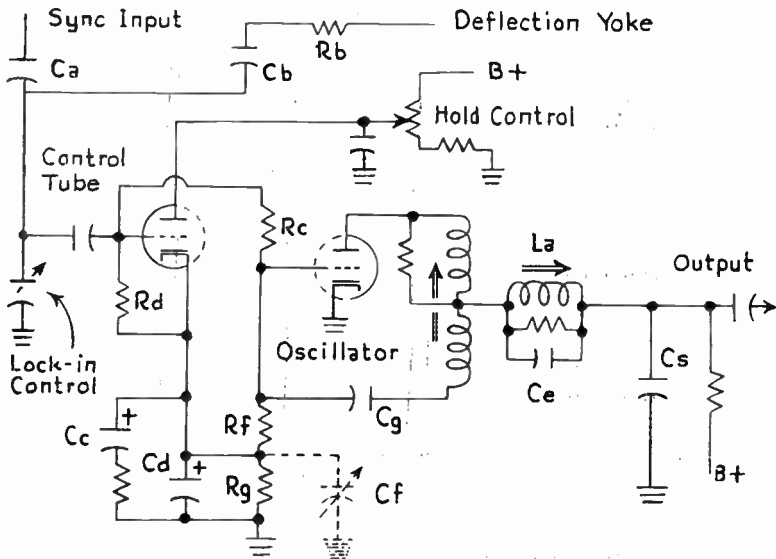 Sync Input
Deflection Yoke
Ca
Cb
Rb
B+
Hold Control
Control
Tube
Rc
Rd
La
Output
Oscillator
Lock-in
Control
Cs
Ce
Cg
Rf
Cc
+
Cd
+
Rg
Cf
B+